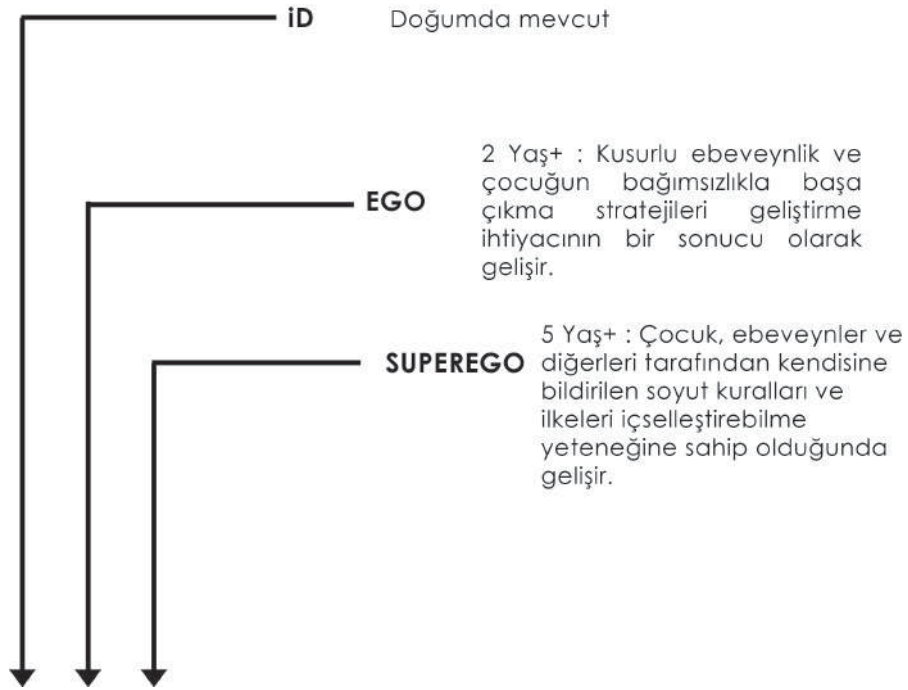 iD Doğumda mevcut
2 Yaş+ : Kusurlu ebeveynlik ve
çocuğun bağımsızlıkla başa
EGO
çıkma stratejileri geliştirme
ihtiyacının bir sonucu olarak
gelişir.
5 Yaş+ : Çocuk, ebeveynler ve
SUPEREGO diğerleri tarafından kendisine
bildirilen soyut kuralları ve
ilkeleri içselleştirebilme
yeteneğine sahip olduğunda
gelişir.